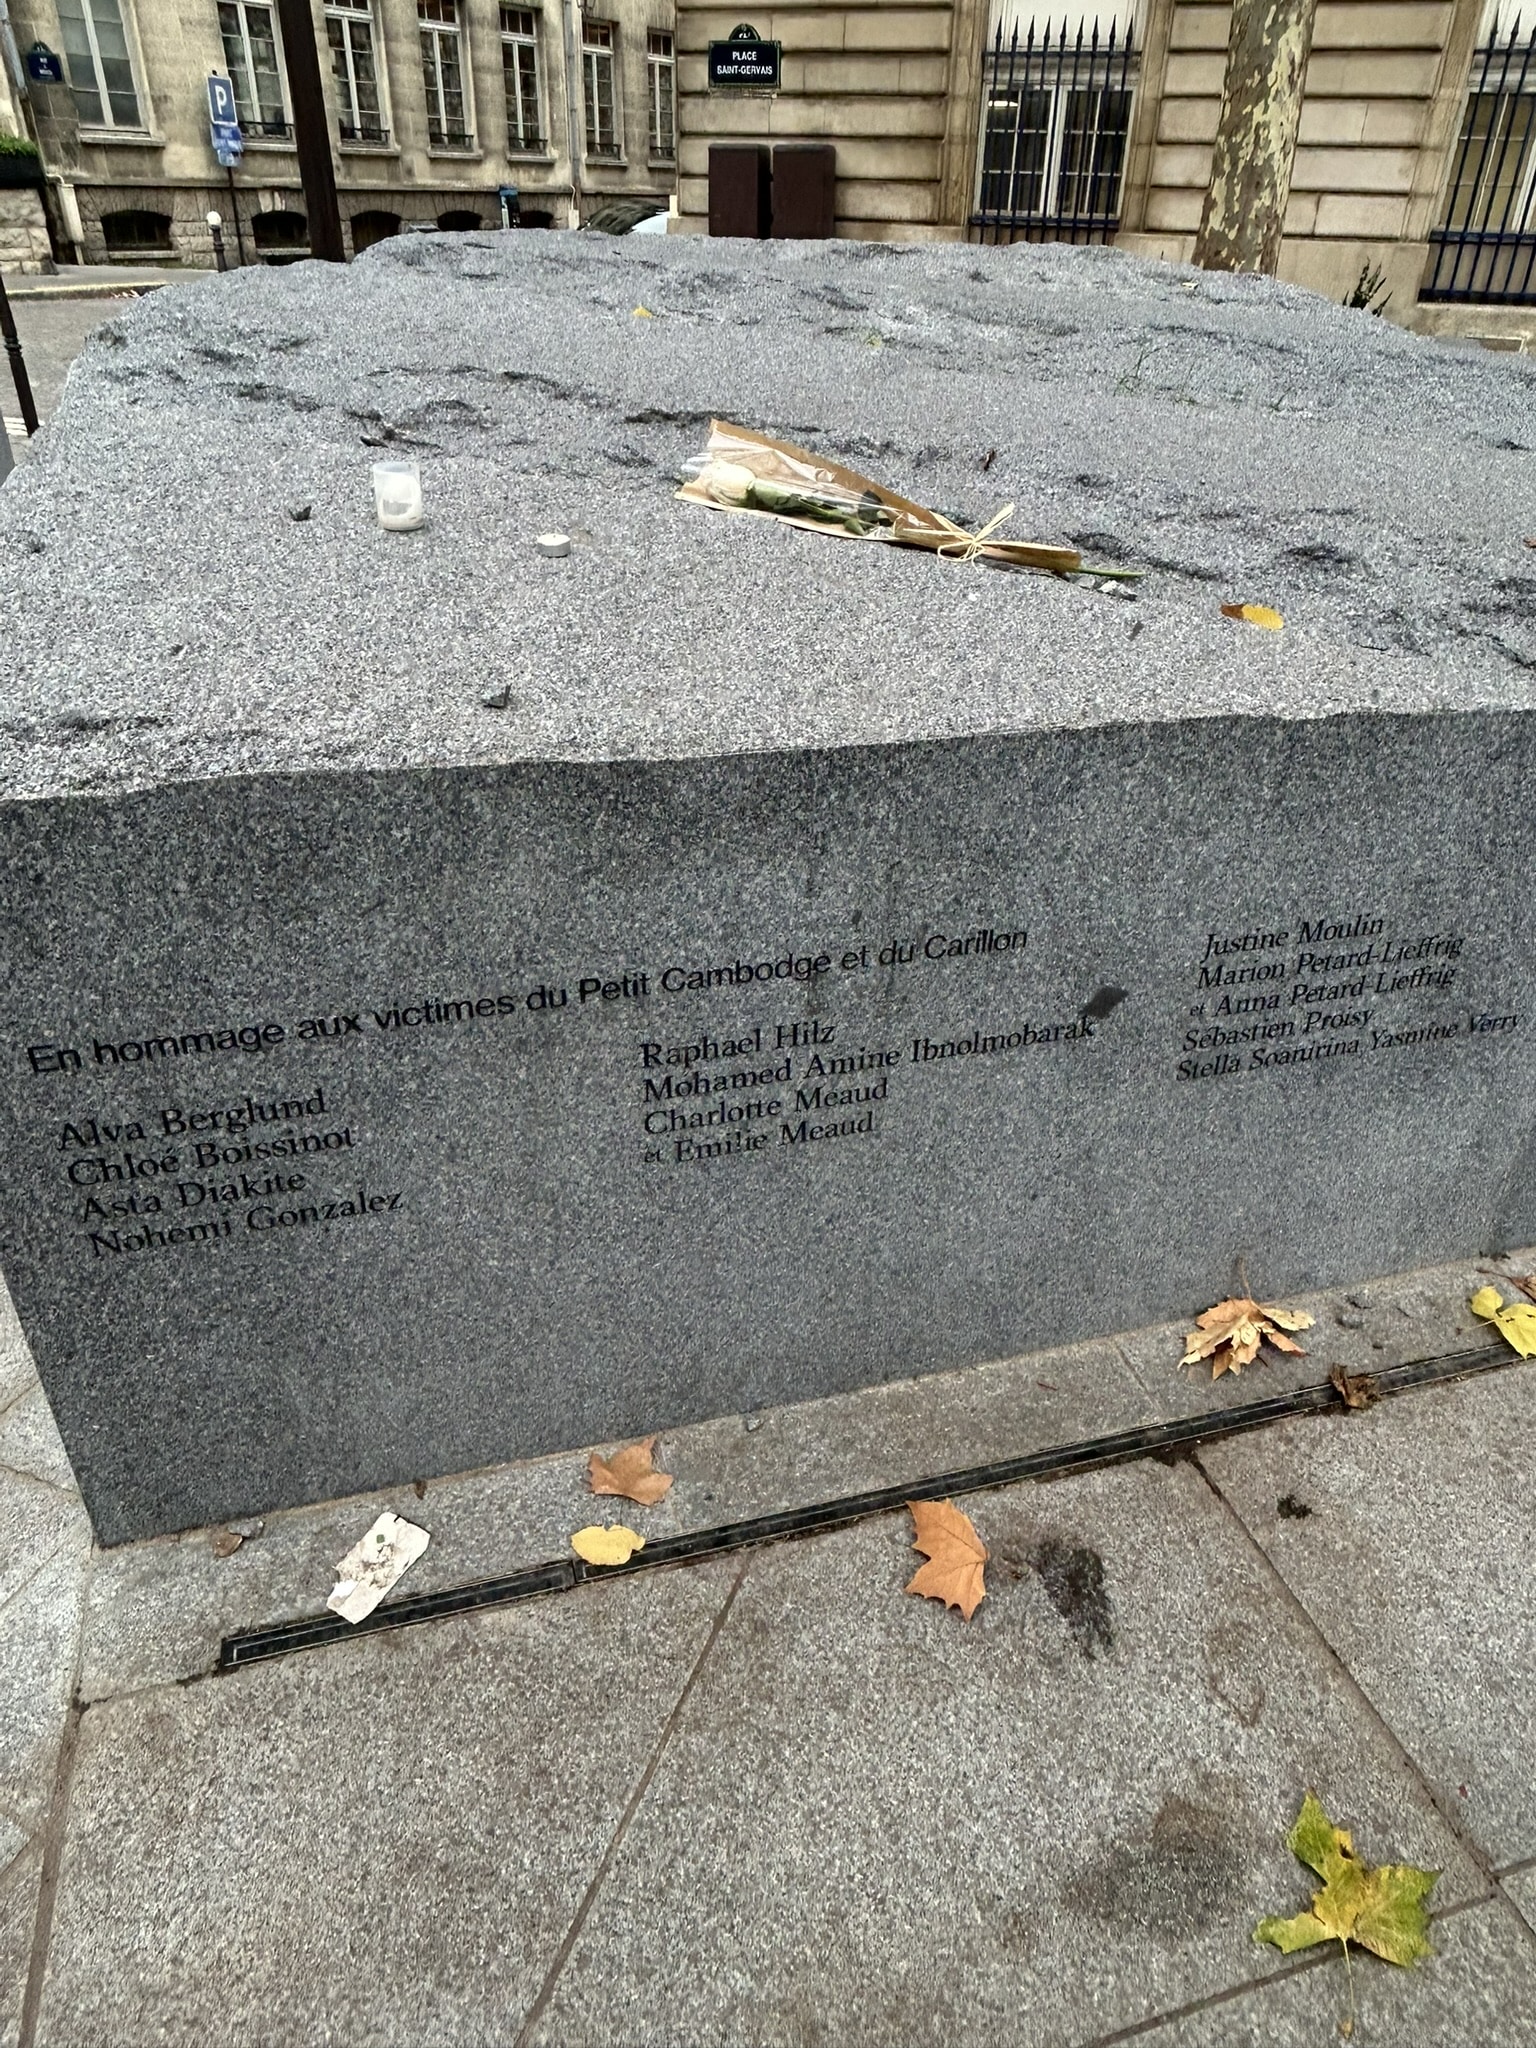 PLACE
SAINT-GERVAIS
P
En hommage aux victimes du Petit Cambodge et du Carillon
Alva Berglund
Chloé Boissinot
Asta Diakite
Nohemi Gonzalez
Raphael Hilz
Mohamed Amine Ibnolmobarak
Charlotte Meaud
et Emilie Meaud
Justine Moulin
Marion Petard-Lieffrig
et Anna Petard-Lieffrig
Sébastien Proisy
Stella Soanirina Yasmine Verry